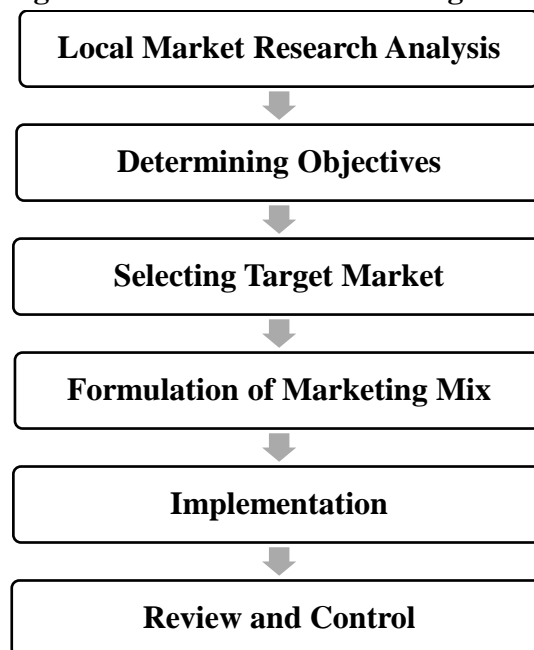 Local Market Research Analysis
Determining Objectives
Selecting Target Market
Formulation of Marketing Mix
Implementation
Review and Control